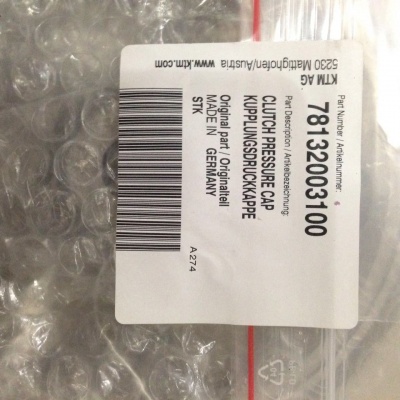 KTM AG
5230 Mattighofen/Austria www.ktm.com
Part Number / Artikelnummer:
78132003100
Part Description / Artikelbezeichnung:
CLUTCH PRESSURE CAP
KUPPLUNGSDRUCKKAPPE
Original part / Originalteil
MADE IN GERMANY
STK
A274